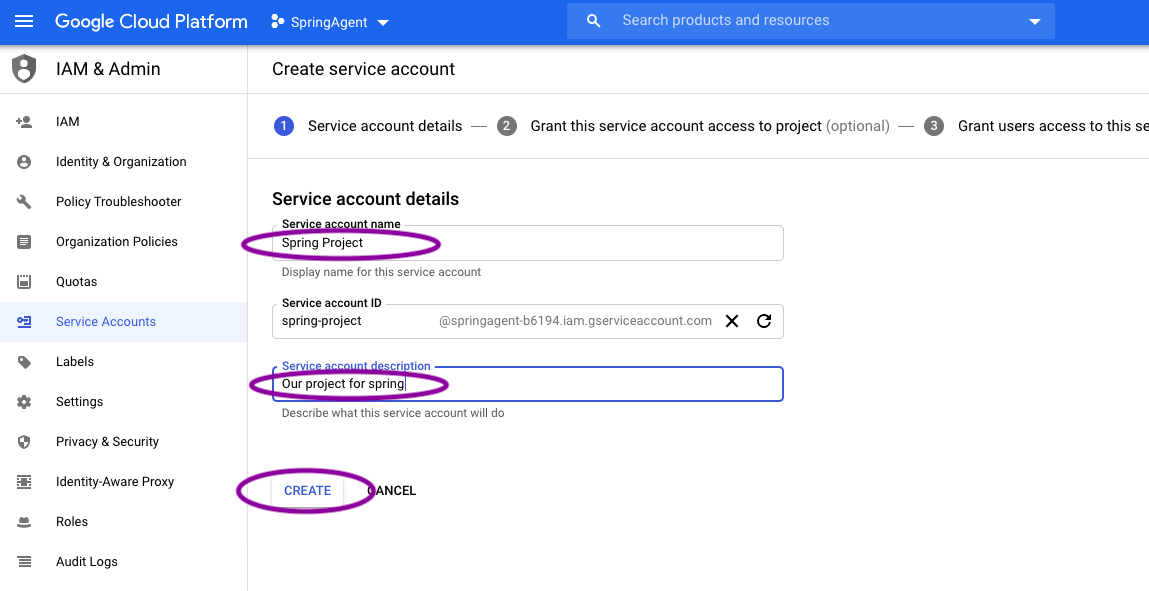 Google Cloud Platform
SpringAgent
Search products and resources
IAM & Admin
Create service account
IAM
Identity & Organization
Policy Troubleshooter
Organization Policies
Quotas
Service Accounts
Labels
Settings
Privacy & Security
Identity-Aware Proxy
Roles
Audit Logs
1 Service account details — 2 Grant this service account access to project (optional) — 3 Grant users access to this se
Service account details
Service account name
Spring Project
Display name for this service account
Service account ID
spring-project @springagent-b6194.iam.gserviceaccount.com
Service account description
Our project for spring
Describe what this service account will do
CREATE CANCEL